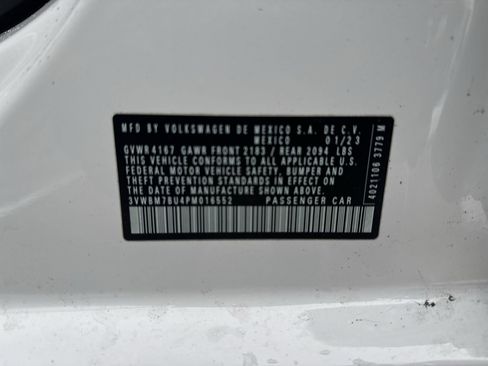 MFD BY VOLKSWAGEN DE MEXICO S.A. DE C.V.
MEXICO 01/23
GVWR 4167 GAWR FRONT 2183 / REAR 2094 LBS
THIS VEHICLE CONFORMS TO ALL APPLICABLE U.S.
FEDERAL MOTOR VEHICLE SAFETY, BUMPER AND
THEFT PREVENTION STANDARDS IN EFFECT ON THE
DATE OF MANUFACTURE SHOWN ABOVE
3VWBM7BU4PM016552 PASSENGER CAR
4021106 3779 M